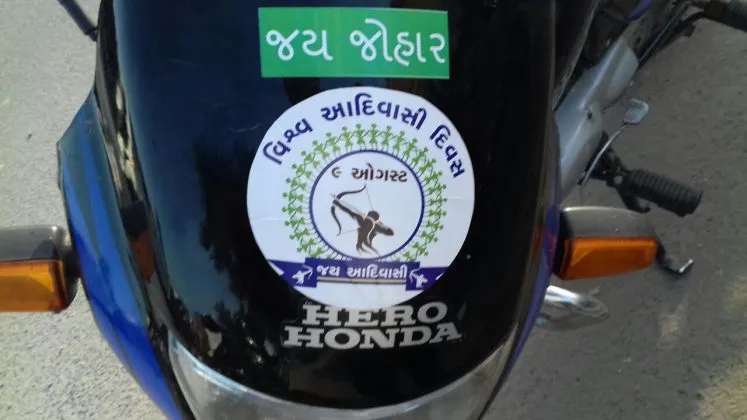 જય જોહાર
વિશ્વ આદિવાસી દિવસ
૯ ઓગસ્ટ
જય આદિવાસી
HERO
HONDA